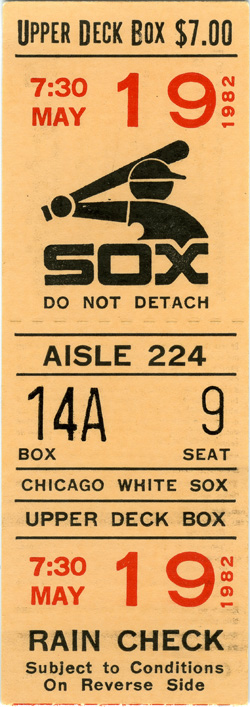 UPPER DECK BOX $7.00
7:30 MAY 19 1982
SOX
DO NOT DETACH
AISLE 224
14A 9
BOX SEAT
CHICAGO WHITE SOX
UPPER DECK BOX
7:30 MAY 19 1982
RAIN CHECK
Subject to Conditions
On Reverse Side